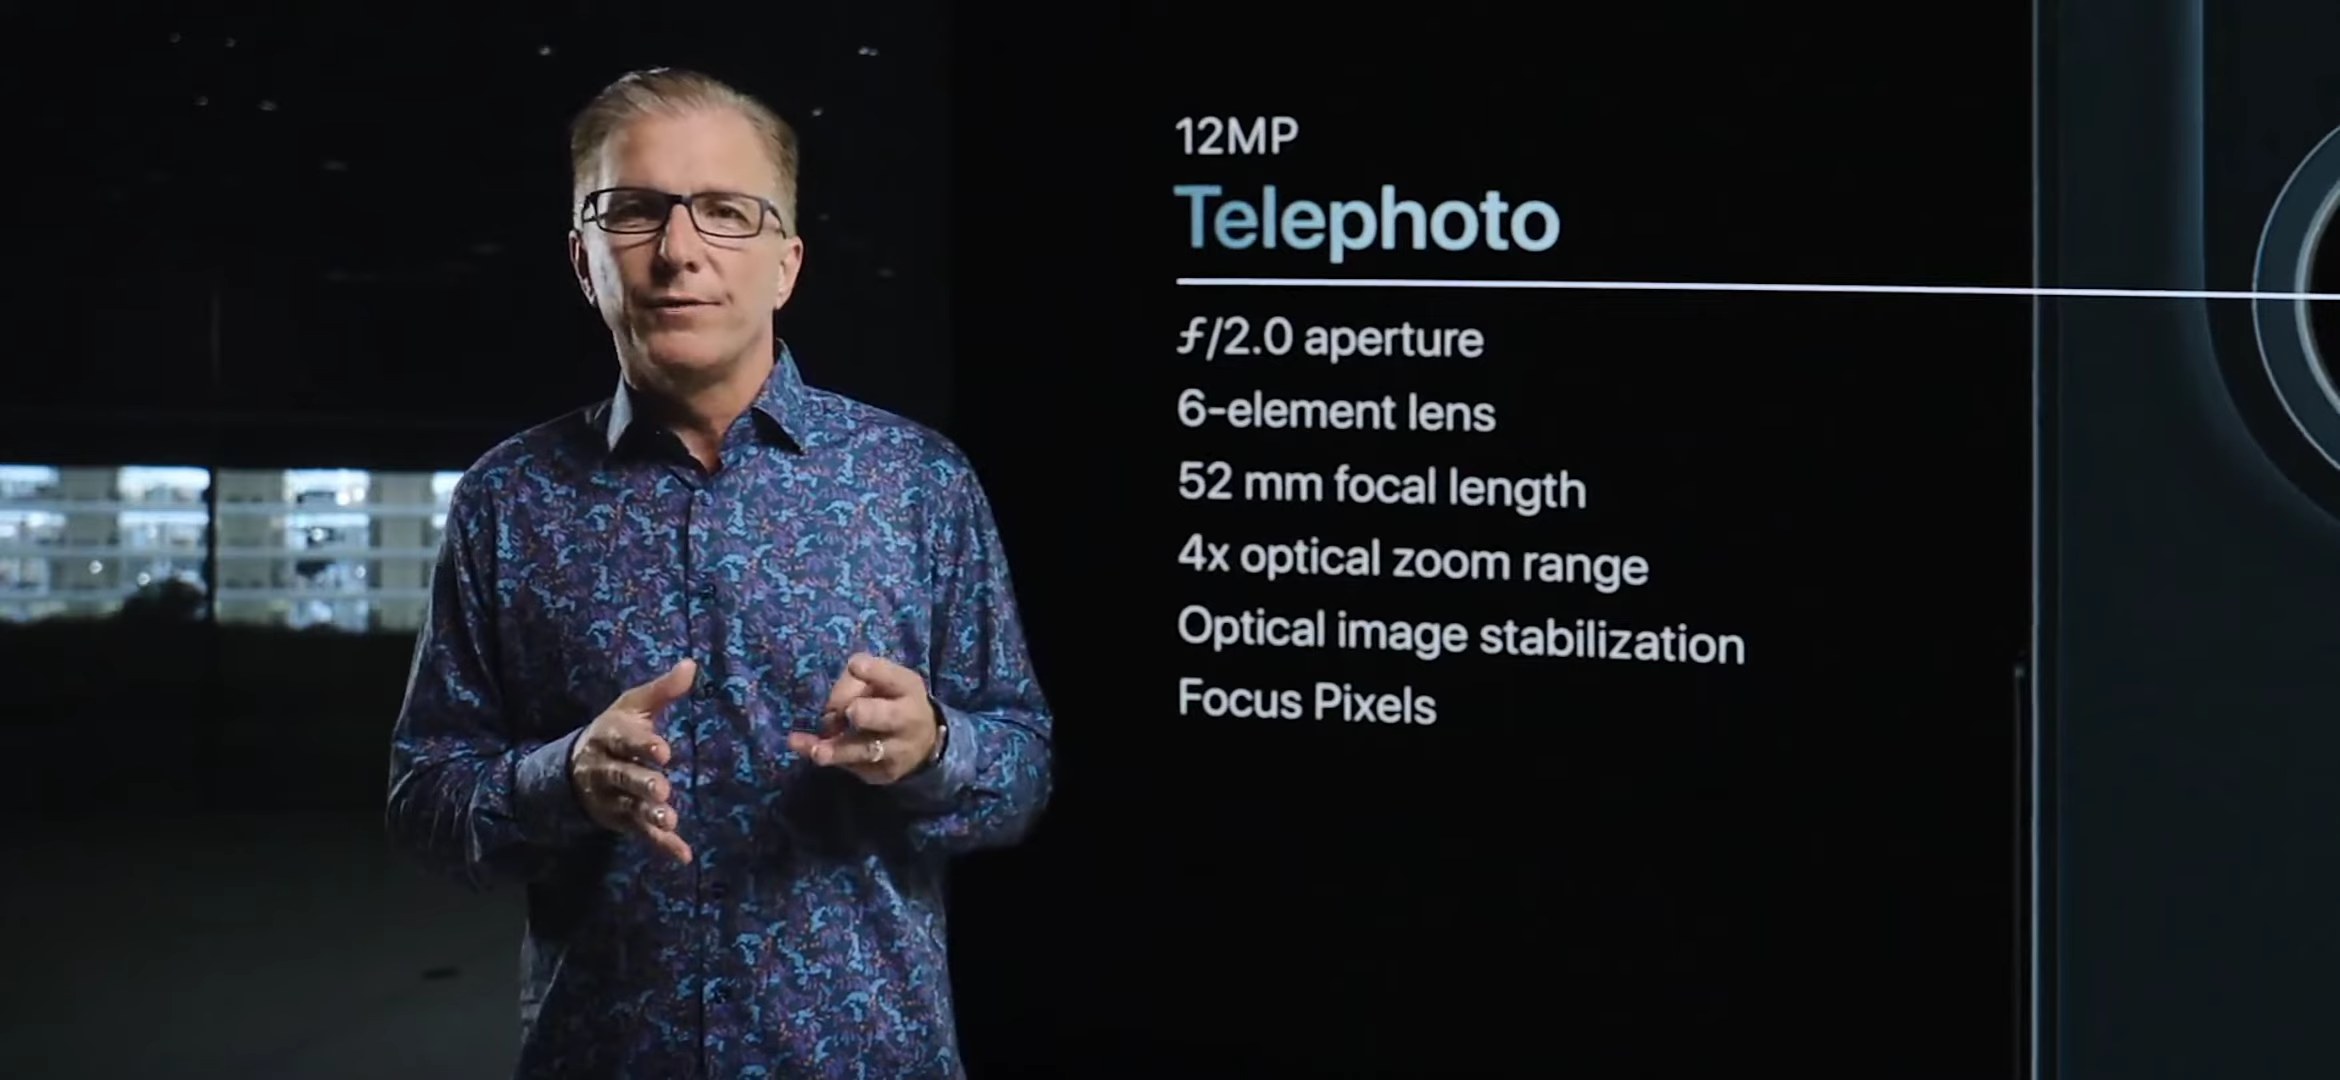 12MP
Telephoto
ƒ/2.0 aperture
6-element lens
52 mm focal length
4x optical zoom range
Optical image stabilization
Focus Pixels